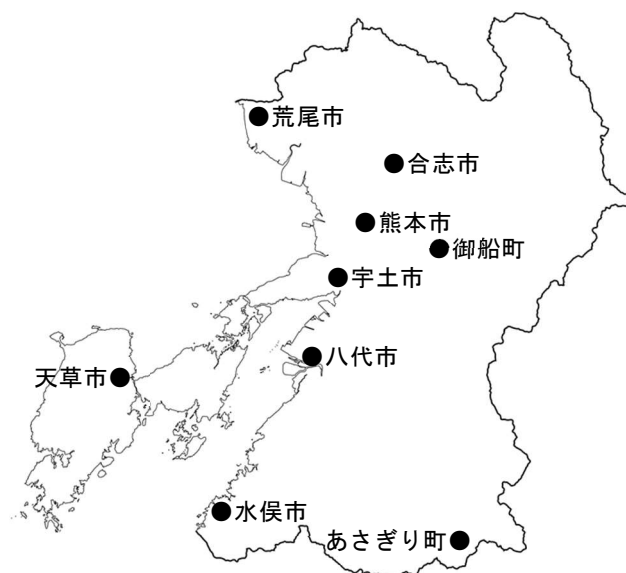 荒尾市
合志市
熊本市
御船町
宇土市
八代市
天草市
水俣市
あさぎり町